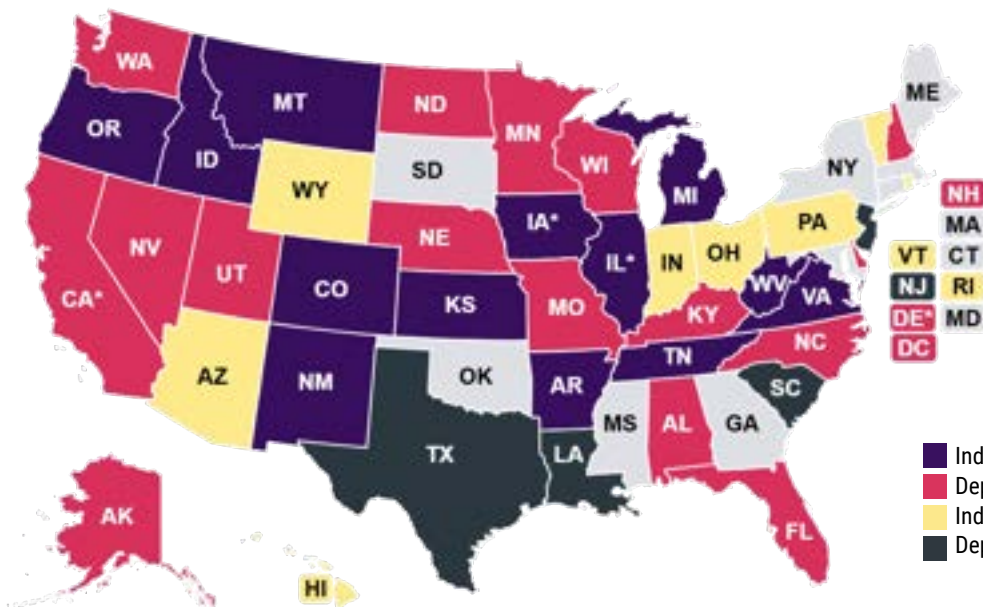 WA
MT
ND
MN
ME
OR
ID
SD
WI
NY
WY
MI
NH
MA
NV
UT
NE
IA*
PA
VT
CT
CA*
CO
IL*
IN
OH
NJ
RI
KS
MO
WV
VA
DE*
MD
KY
DC
NC
AZ
NM
OK
AR
TN
SC
MS
AL
GA
TX
LA
AK
FL
HI
Ind
Dep
Ind
Dep